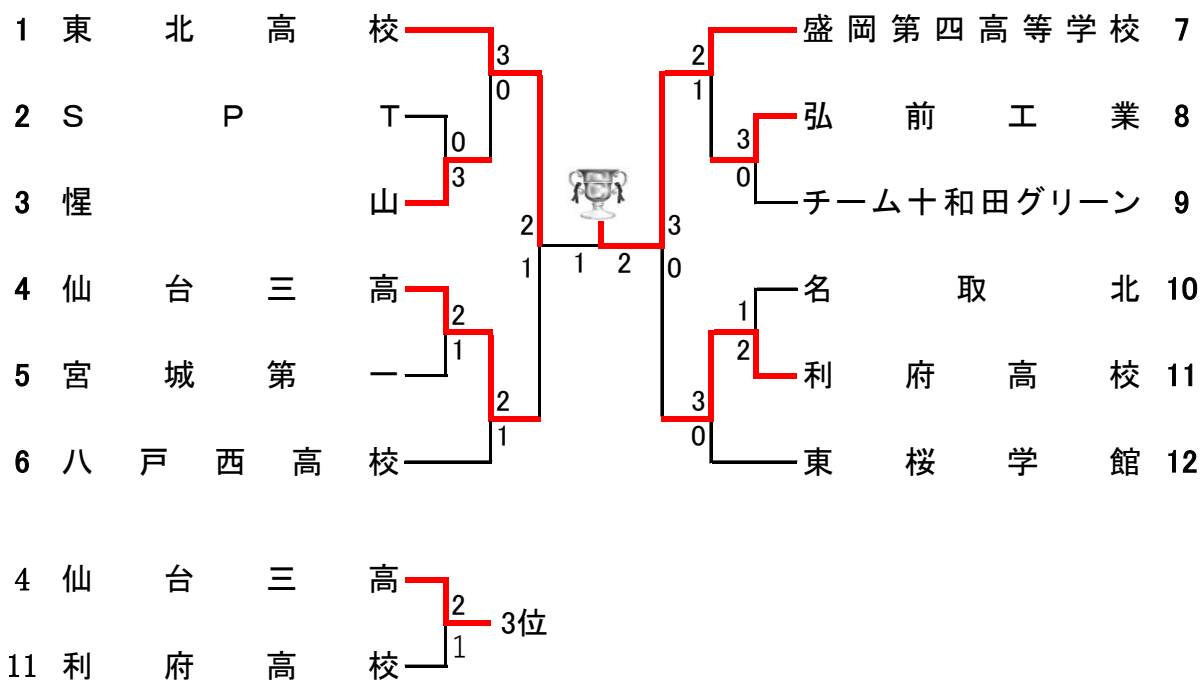 1 東北高校
盛岡第四高等学校 7
3
2
0
1
2 SPT
弘前工業 8
0
3
3
0
3 惺山
チーム十和田グリーン 9
2
3
1
1
2
0
4 仙台三高
名取北 10
2
1
1
2
5 宮城第一
利府高校 11
2
3
1
0
6 八戸西高校
東桜学館 12
4 仙台三高
2
3位
1
11 利府高校